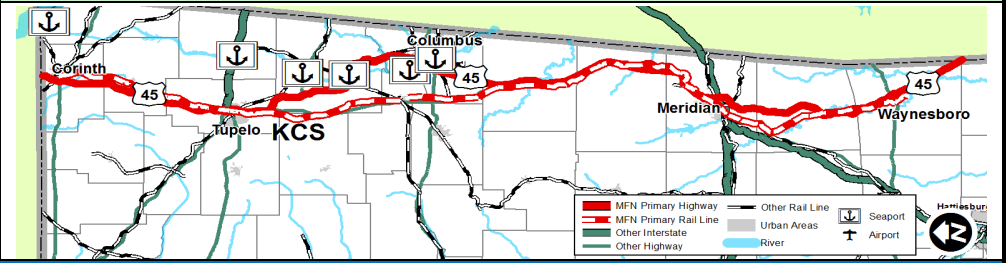 Columbus
Corinth
45
45
45
Meridian
Waynesboro
Tupelo
KCS
Hattiesburg
MFN Primary Highway
MFN Primary Rail Line
Other Interstate
Other Highway
Other Rail Line
Urban Areas
River
Seaport
Airport
N